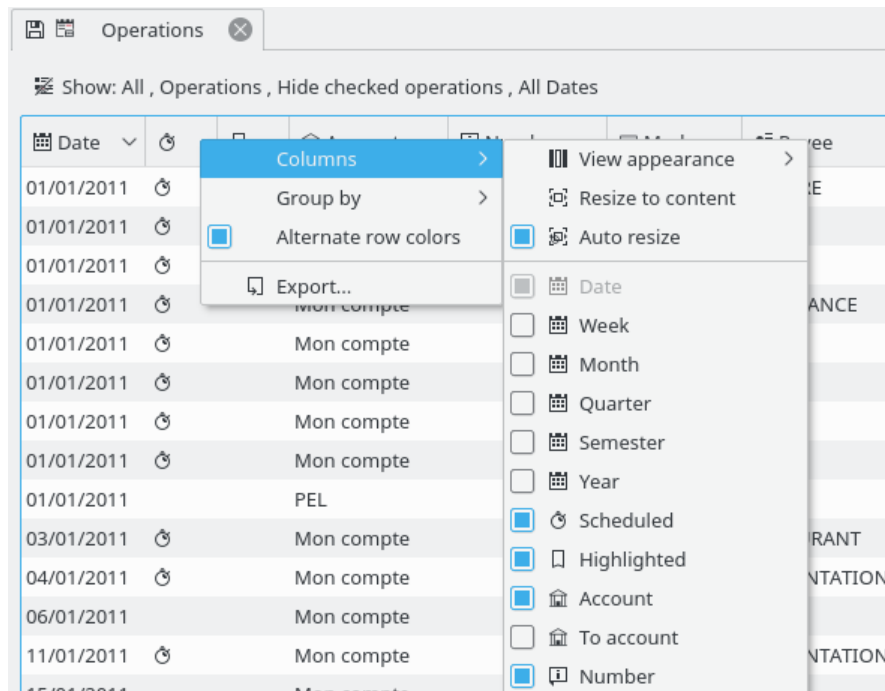 Operations
Show: All , Operations , Hide checked operations , All Dates
Date
Columns
View appearance
01/01/2011
Group by
Resize to content
01/01/2011
Alternate row colors
Auto resize
01/01/2011
Export...
Date
01/01/2011
Mon compte
Week
01/01/2011 Mon compte
Month
01/01/2011 Mon compte
Quarter
01/01/2011 Mon compte
Semester
01/01/2011 Mon compte
Year
01/01/2011 PEL
Scheduled
03/01/2011 Mon compte
Highlighted
04/01/2011 Mon compte
Account
06/01/2011 Mon compte
To account
11/01/2011 Mon compte
Number